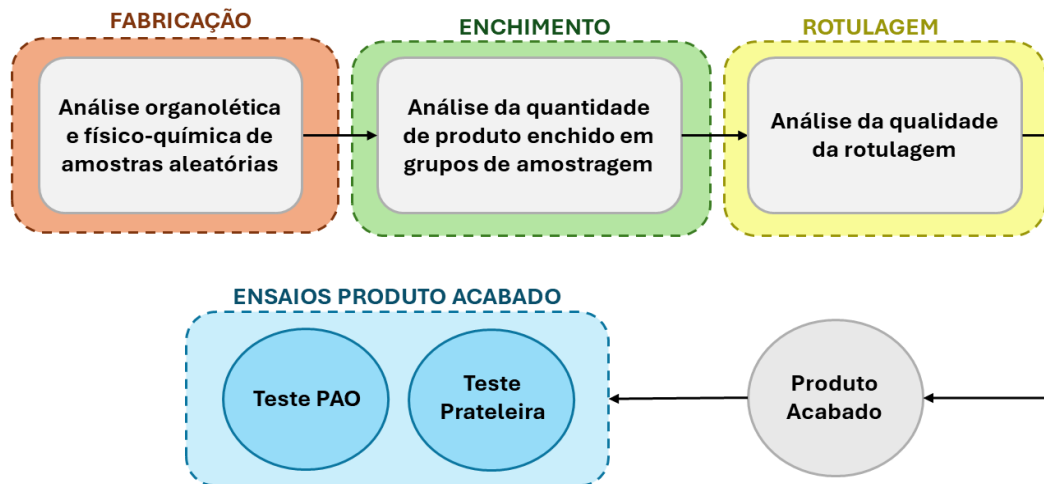 FABRICAÇÃO
Análise organolética
e físico-química de
amostras aleatórias
ENCHIMENTO
Análise da quantidade
de produto enchido em
grupos de amostragem
ROTULAGEM
Análise da qualidade
da rotulagem
ENSAIOS PRODUTO ACABADO
Teste PAO
Teste
Prateleira
Produto
Acabado